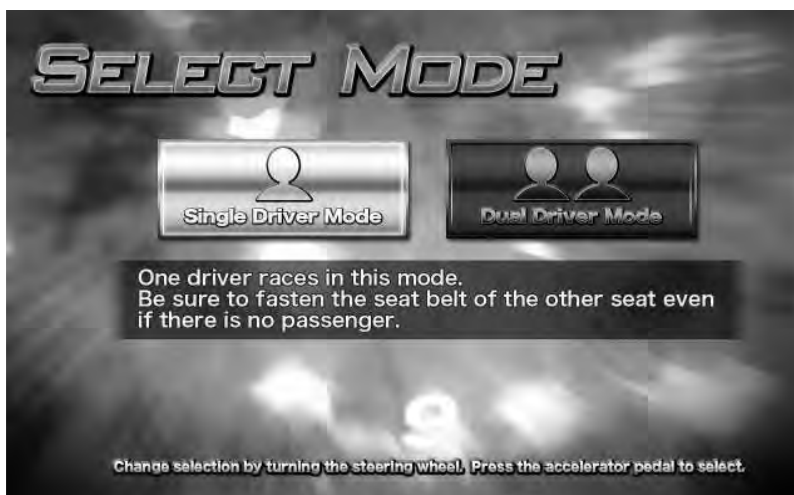 SELECT MODE
Single Driver Mode
Dual Driver Mode
One driver races in this mode.
Be sure to fasten the seat belt of the other seat even
if there is no passenger.
9
Change selection by turning the steering wheel. Press the accelerator pedal to select.